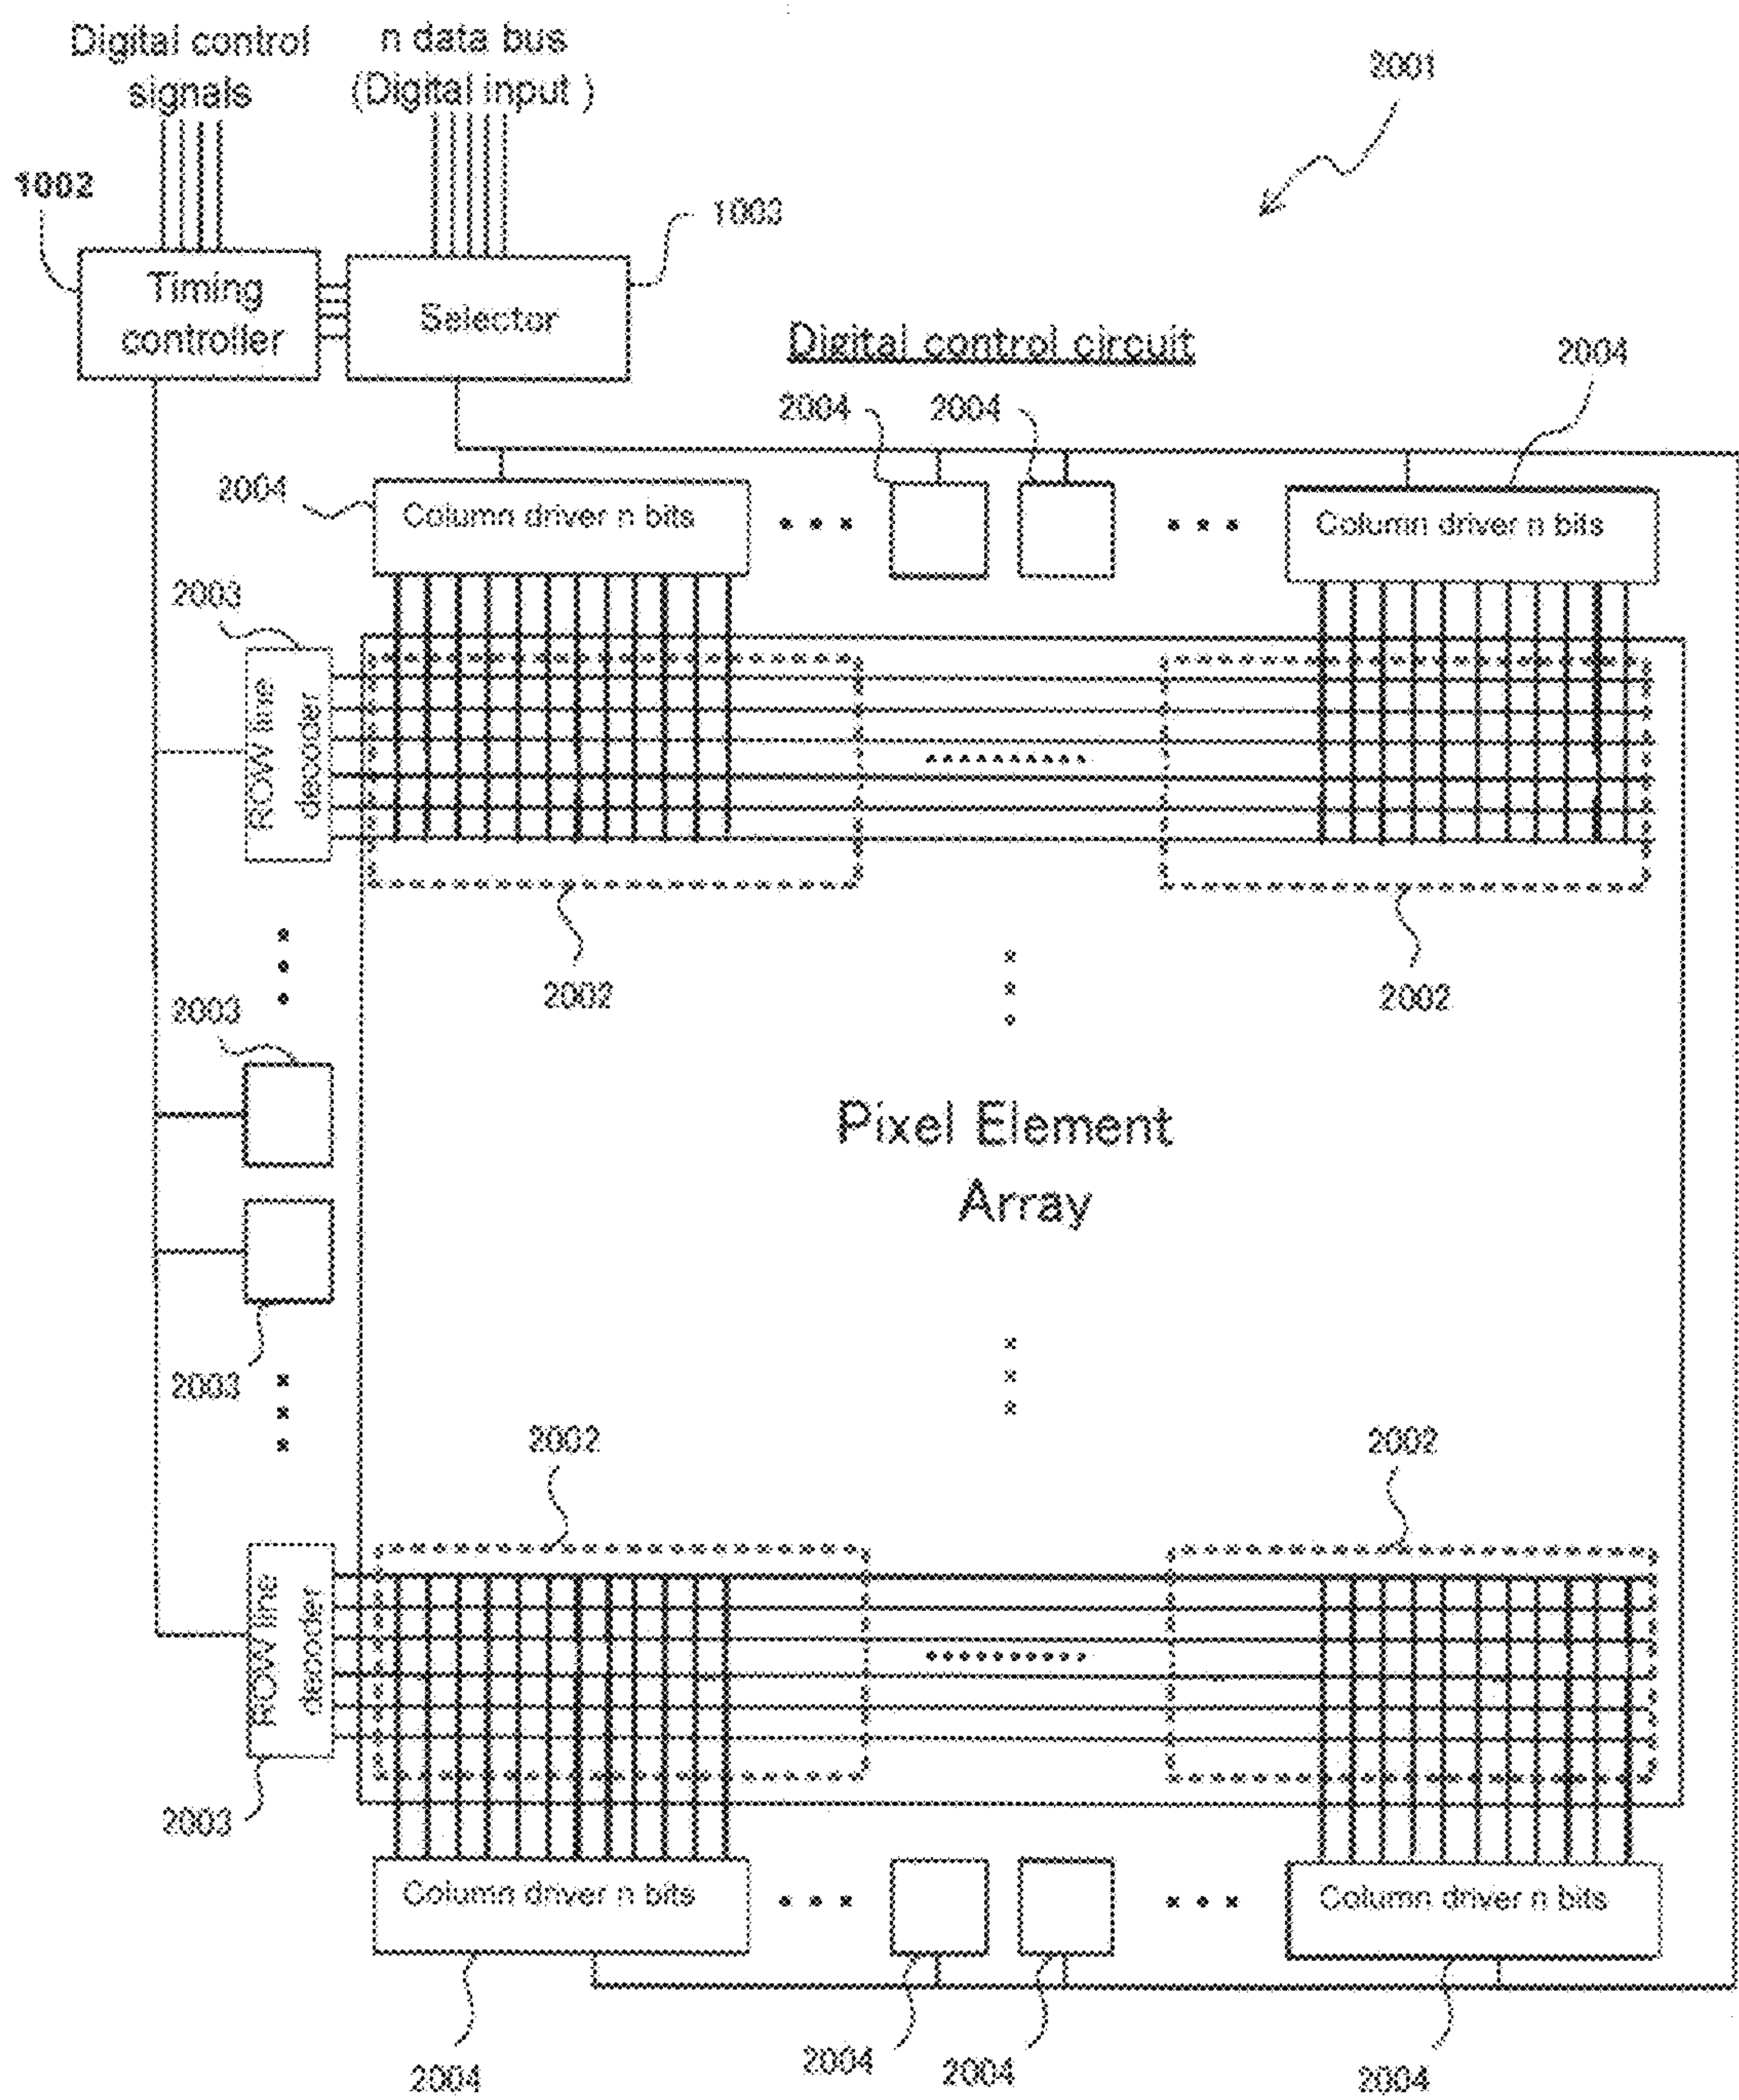 Digital control
signals
n data bus
(Digital input )
2001
1002
1003
Timing
controller
Selector
Digital control circuit
2004
2004
2004
2004
Column driver n bits
Column driver n bits
2003
ROW line
decoder
2002
2002
2003
Pixel Element
Array
2003
2002
2002
ROW line
decoder
2003
Column driver n bits
Column driver n bits
2004
2004
2004
2004